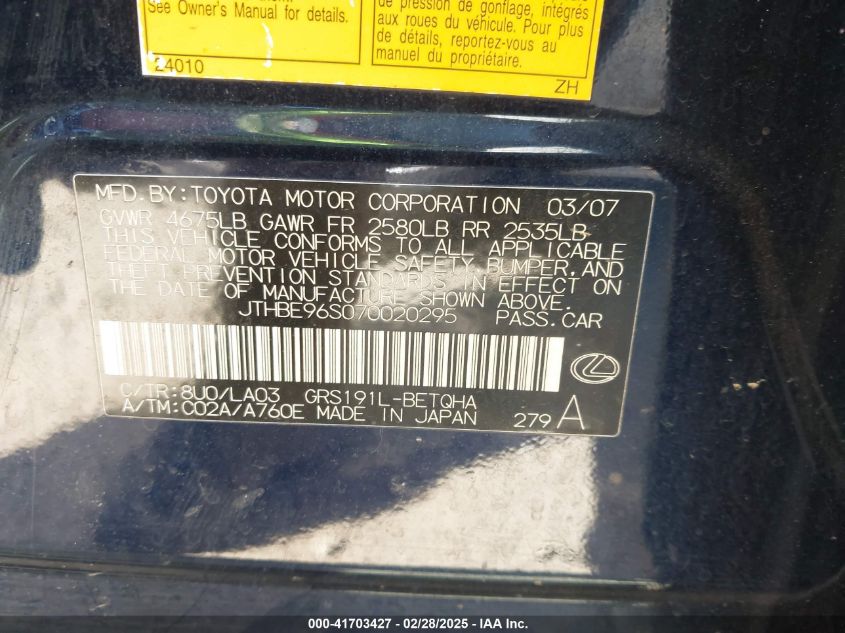 See Owner's Manual for details.
24010
de pression de gonflage, intégrés
aux roues du véhicule. Pour plus
de détails, reportez-vous au
manuel du propriétaire.
ZH
MFD. BY: TOYOTA MOTOR CORPORATION 03/07
GVWR 4675LB GAWR FR 2580LB RR 2535LB
THIS VEHICLE CONFORMS TO ALL APPLICABLE
FEDERAL MOTOR VEHICLE SAFETY, BUMPER, AND
THEFT PREVENTION STANDARDS IN EFFECT ON
THE DATE OF MANUFACTURE SHOWN ABOVE.
JTHBE96S070020295 PASS. CAR
C/TR: 8U0/LA03 GRS191L-BETQHA
A/TM: C02A/A760E MADE IN JAPAN 279 A
000-41703427 - 02/28/2025 - IAA Inc.